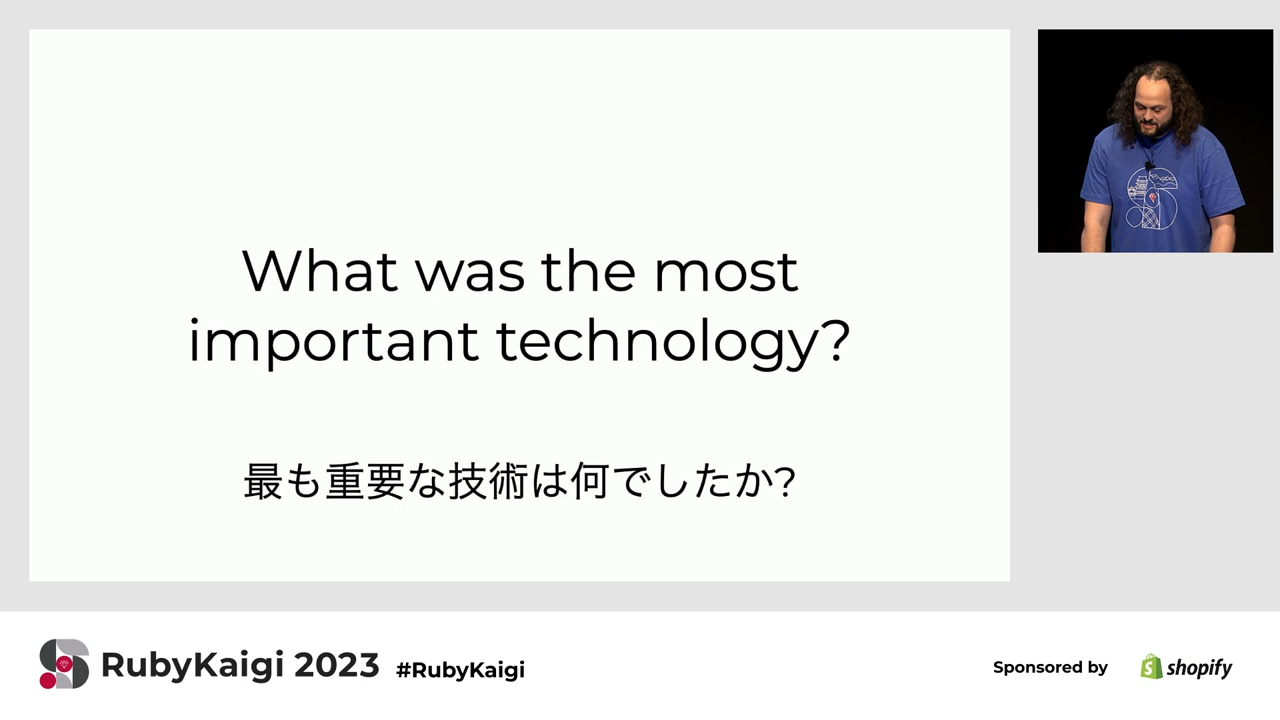 What was the most
important technology?
最も重要な技術は何でしたか?
RubyKaigi 2023 #RubyKaigi
Sponsored by shopify